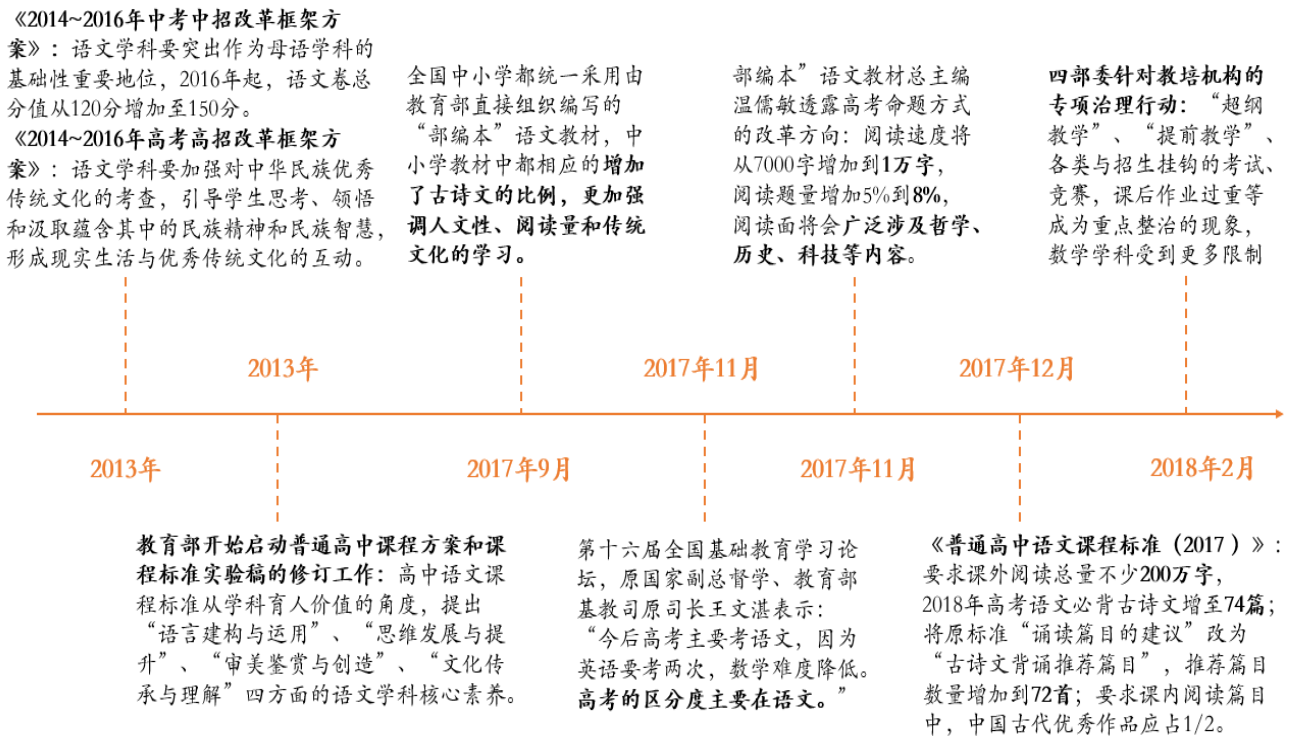 《2014~2016年中考中招改革框架方
案》：语文学科要突出作为母语学科的
基础性重要地位，2016年起，语文卷总
分值从120分增加至150分。
《2014~2016年高考高招改革框架方
案》：语文学科要加强对中华民族优秀
传统文化的考查，引导学生思考、领悟
和汲取蕴含其中的民族精神和民族智慧，
形成现实生活与优秀传统文化的互动。
全国中小学都统一采用由
教育部直接组织编写的
“部编本”语文教材，中
小学教材中都相应的增加
了古诗文的比例，更加强
调人文性、阅读量和传统
文化的学习。
部编本”语文教材总主编
温儒敏透露高考命题方式
的改革方向：阅读速度将
从7000字增加到1万字，
阅读题量增加5%到8%，
阅读面将会广泛涉及哲学、
历史、科技等内容。
四部委针对教培机构的
专项治理行动：“超纲
教学”、“提前教学”、
各类与招生挂钩的考试、
竞赛，课后作业过重等
成为重点整治的现象，
数学学科受到更多限制
2013年
2017年11月
2017年12月
2013年
2017年9月
2017年11月
2018年2月
教育部开始启动普通高中课程方案和课
程标准实验稿的修订工作：高中语文课
程标准从学科育人价值的角度，提出
“语言建构与运用”、“思维发展与提
升”、“审美鉴赏与创造”、“文化传
承与理解”四方面的语文学科核心素养。
第十六届全国基础教育学习论
坛，原国家副总督学、教育部
基教司原司长王文湛表示：
“今后高考主要考语文，因为
英语要考两次，数学难度降低。
高考的区分度主要在语文。”
《普通高中语文课程标准（2017）》：
要求课外阅读总量不少200万字，
2018年高考语文必背古诗文增至74篇；
将原标准“诵读篇目的建议”改为
“古诗文背诵推荐篇目”，推荐篇目
数量增加到72首；要求课内阅读篇目
中，中国古代优秀作品应占1/2。